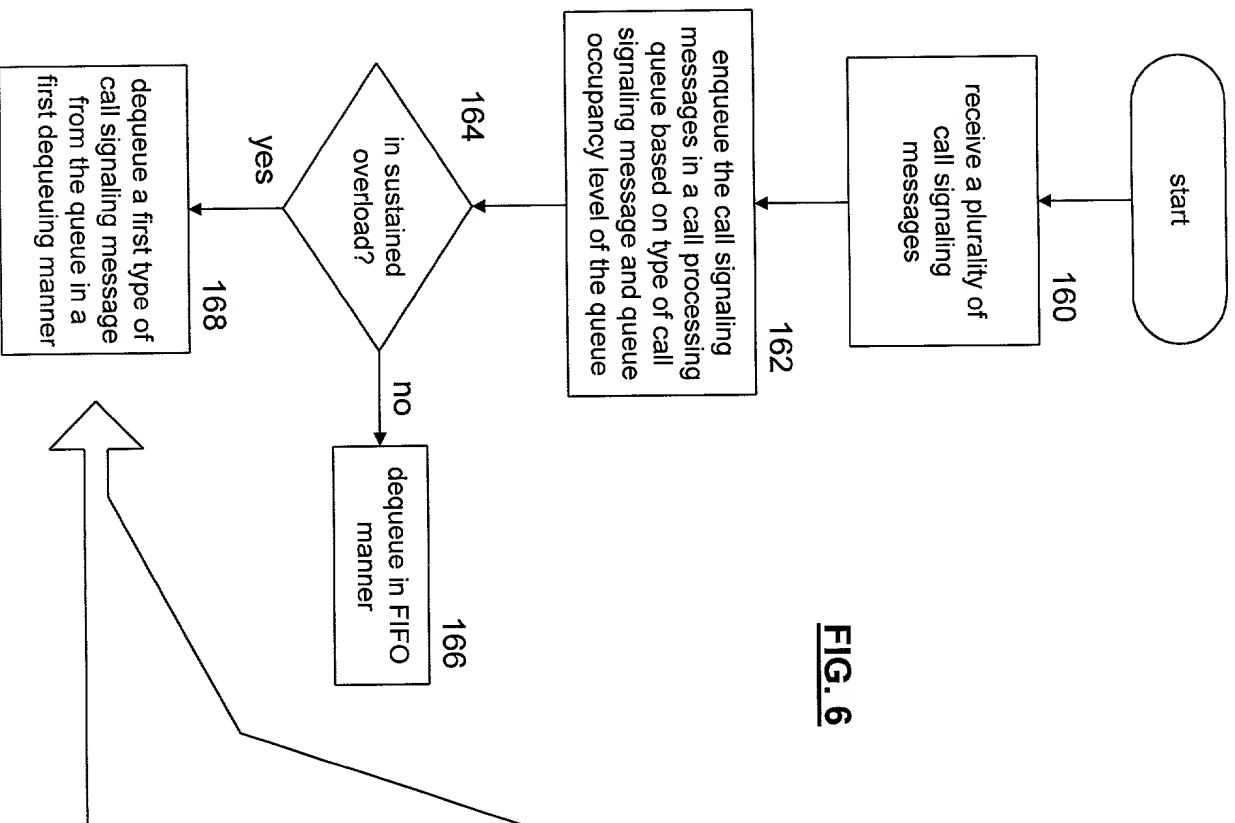 start
160
receive a plurality of
call signaling
messages
162
enqueue the call signaling
messages in a call processing
queue based on type of call
signaling message and queue
occupancy level of the queue
164
in sustained
overload?
no
166
dequeue in FIFO
manner
yes
168
dequeue a first type of
call signaling message
from the queue in a
first dequeuing manner
FIG. 6